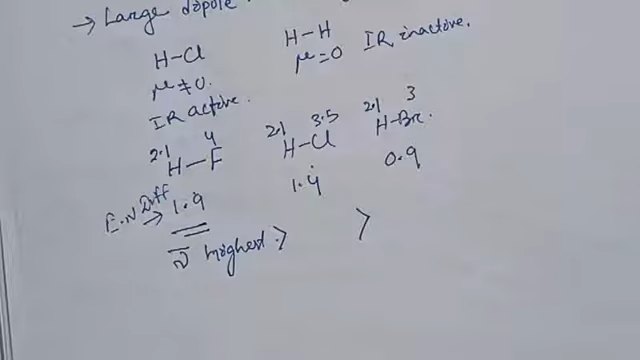 → Large dopole
H-Cl
μ ≠ 0.
IR active.
H-H
μ = 0 IR inactive.
2.1 4
H-F
2.1 3.5
H-Cl
2.1 3
H-Br.
E.N Diff → 1.9
1.4
0.9
ν̄ highest > >